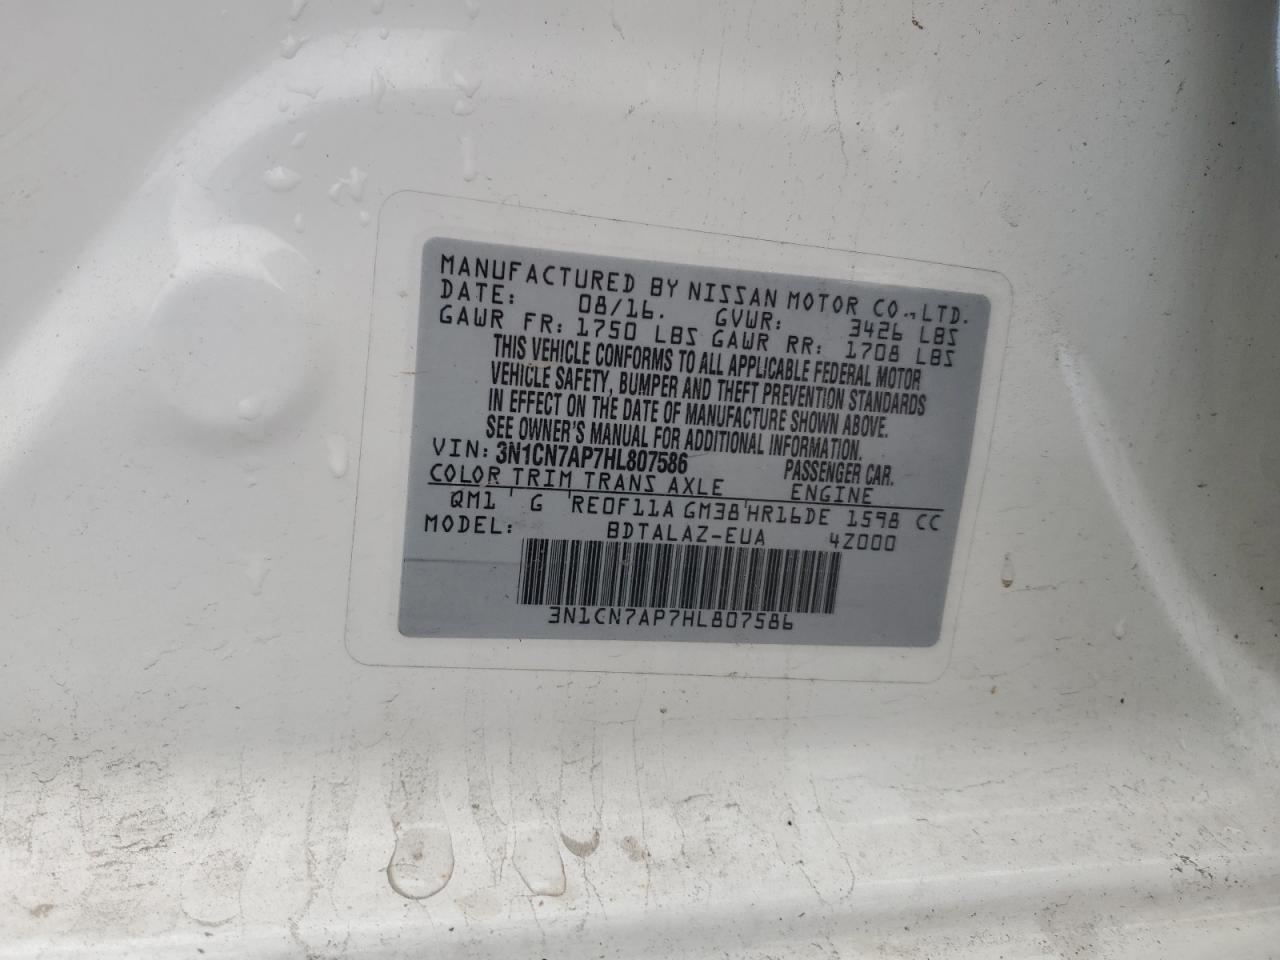 MANUFACTURED BY NISSAN MOTOR CO.,LTD.
DATE: 08/16. GVWR: 3426 LBS
GAWR FR: 1750 LBS GAWR RR: 1708 LBS
THIS VEHICLE CONFORMS TO ALL APPLICABLE FEDERAL MOTOR
VEHICLE SAFETY, BUMPER AND THEFT PREVENTION STANDARDS
IN EFFECT ON THE DATE OF MANUFACTURE SHOWN ABOVE.
SEE OWNER'S MANUAL FOR ADDITIONAL INFORMATION.
VIN: 3N1CN7AP7HL807586 PASSENGER CAR.
COLOR TRIM TRANS AXLE ENGINE
QM1 ' G 'RE0F11A GM38'HR16DE 1598 CC
MODEL: BDTALAZ-EUA 4Z000
3N1CN7AP7HL807586